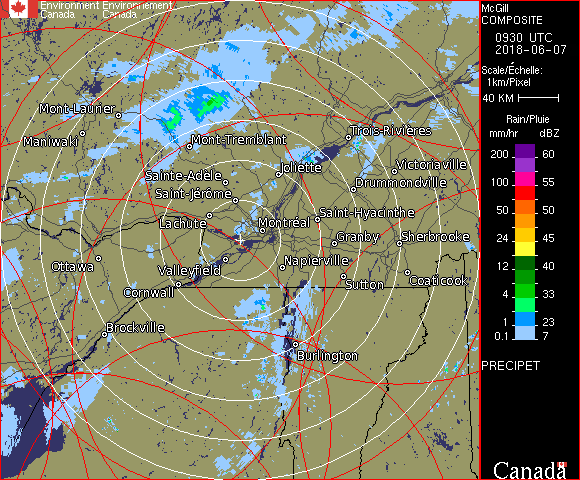 Environment Environnement
Canada Canada
McGill
COMPOSITE
0930 UTC
2018-06-07
Scale/Échelle:
1km/Pixel
40 KM
Rain/Pluie
mm/hr dBZ
200 60
100 55
50 50
24 45
12 40
4 33
1 23
0.1 7
PRECIPET
Canada
Mont-Laurier
Maniwaki
Mont-Tremblant
Trois-Rivières
Joliette
Victoriaville
Sainte-Adèle
Drummondville
Saint-Jérôme
Saint-Hyacinthe
Lachute
Montréal
Granby
Sherbrooke
Ottawa
Valleyfield
Napierville
Cornwall
Sutton
Coaticook
Brockville
Burlington